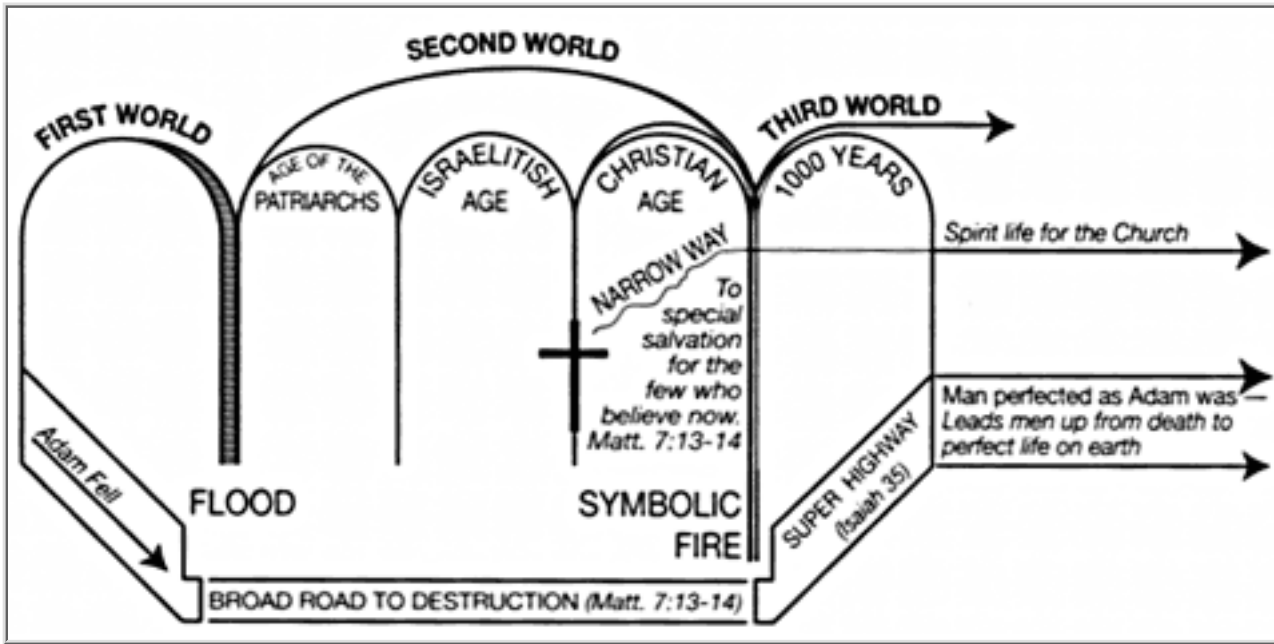 FIRST WORLD
SECOND WORLD
THIRD WORLD
AGE OF THE
PATRIARCHS
ISRAELITISH
AGE
CHRISTIAN
AGE
1000 YEARS
NARROW WAY
To
special
salvation
for the
few who
believe now.
Matt. 7:13-14
Spirit life for the Church
Man perfected as Adam was —
Leads men up from death to
perfect life on earth
Adam Fell
FLOOD
SYMBOLIC
FIRE
SUPER HIGHWAY
(Isaiah 35)
BROAD ROAD TO DESTRUCTION (Matt. 7:13-14)